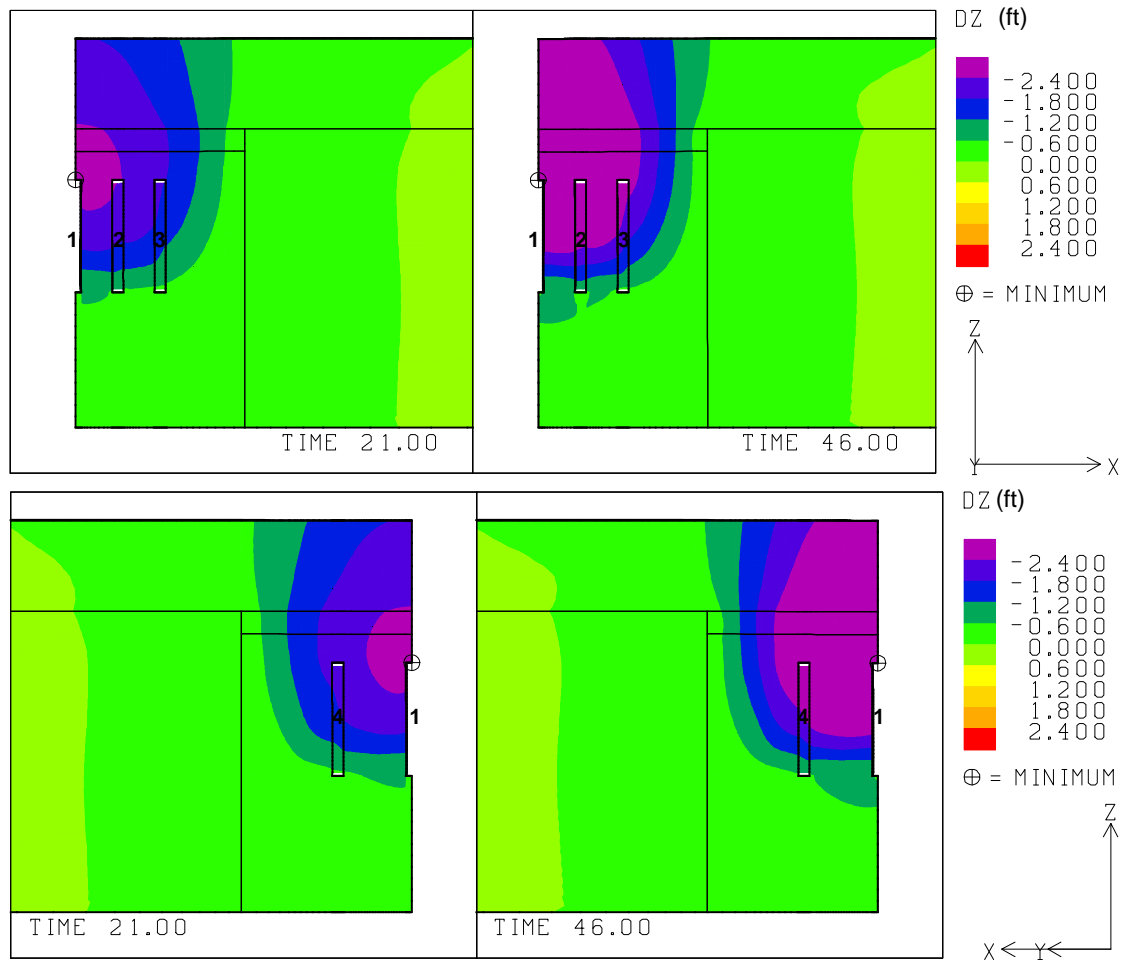 DZ (ft)
-2.400
-1.800
-1.200
-0.600
0.000
0.600
1.200
1.800
2.400
⊕ = MINIMUM
1
2
3
1
2
3
TIME 21.00
TIME 46.00
Z
Y
X
DZ (ft)
-2.400
-1.800
-1.200
-0.600
0.000
0.600
1.200
1.800
2.400
⊕ = MINIMUM
4
1
4
1
TIME 21.00
TIME 46.00
Z
X
Y